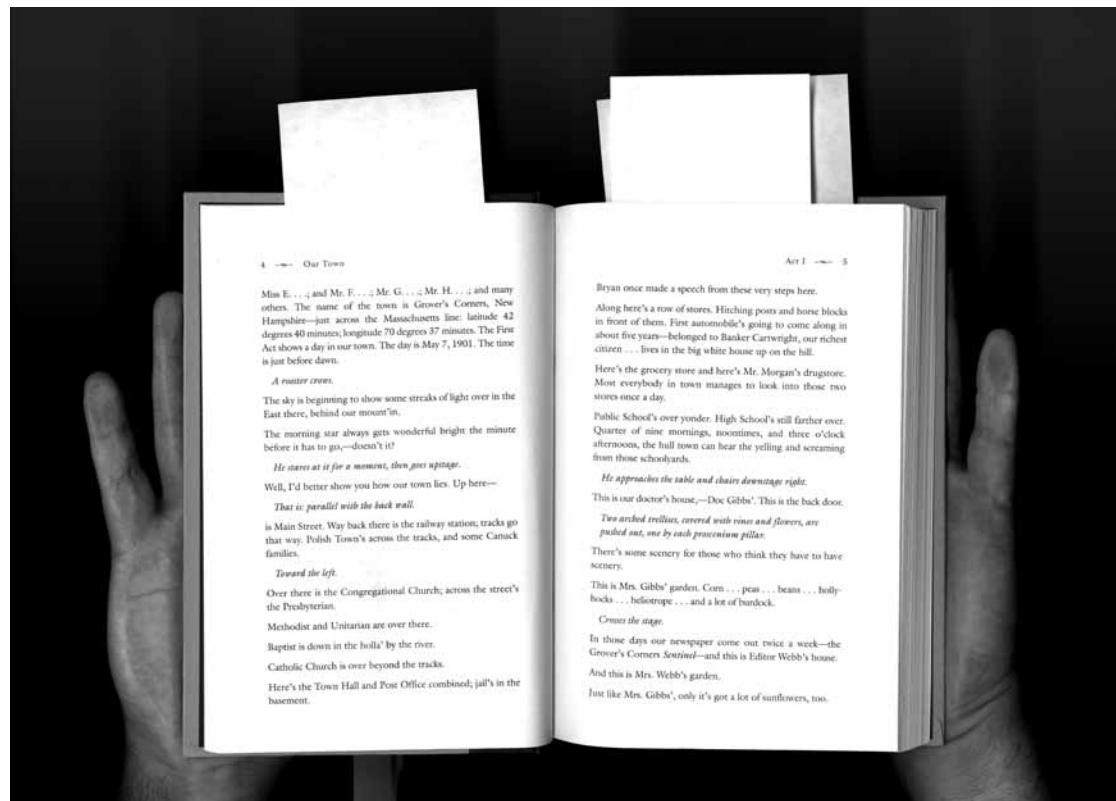 4 Our Town
Miss E. . . .; and Mr. F. . . .; Mr. G. . . .; Mr. H. . . .; and many
others. The name of the town is Grover's Corners, New
Hampshire—just across the Massachusetts line: latitude 42
degrees 40 minutes; longitude 70 degrees 37 minutes. The First
Act shows a day in our town. The day is May 7, 1901. The time
is just before dawn.
A rooster crows.
The sky is beginning to show some streaks of light over in the
East there, behind our mount'in.
The morning star always gets wonderful bright the minute
before it has to go,—doesn't it?
He stares at it for a moment, then goes upstage.
Well, I'd better show you how our town lies. Up here—
That is: parallel with the back wall.
is Main Street. Way back there is the railway station; tracks go
that way. Polish Town's across the tracks, and some Canuck
families.
Toward the left.
Over there is the Congregational Church; across the street's
the Presbyterian.
Methodist and Unitarian are over there.
Baptist is down in the holla' by the river.
Catholic Church is over beyond the tracks.
Here's the Town Hall and Post Office combined; jail's in the
basement.
Act I 5
Bryan once made a speech from these very steps here.
Along here's a row of stores. Hitching posts and horse blocks
in front of them. First automobile's going to come along in
about five years—belonged to Banker Cartwright, our richest
citizen . . . lives in the big white house up on the hill.
Here's the grocery store and here's Mr. Morgan's drugstore.
Most everybody in town manages to look into those two
stores once a day.
Public School's over yonder. High School's still farther over.
Quarter of nine mornings, noontimes, and three o'clock
afternoons, the hull town can hear the yelling and screaming
from those schoolyards.
He approaches the table and chairs downstage right.
This is our doctor's house,—Doc Gibbs'. This is the back door.
Two arched trellises, covered with vines and flowers, are
pushed out, one by each proscenium pillar.
There's some scenery for those who think they have to have
scenery.
This is Mrs. Gibbs' garden. Corn . . . peas . . . beans . . . holly-
hocks . . . heliotrope . . . and a lot of burdock.
Crosses the stage.
In those days our newspaper come out twice a week—the
Grover's Corners Sentinel—and this is Editor Webb's house.
And this is Mrs. Webb's garden.
Just like Mrs. Gibbs', only it's got a lot of sunflowers, too.